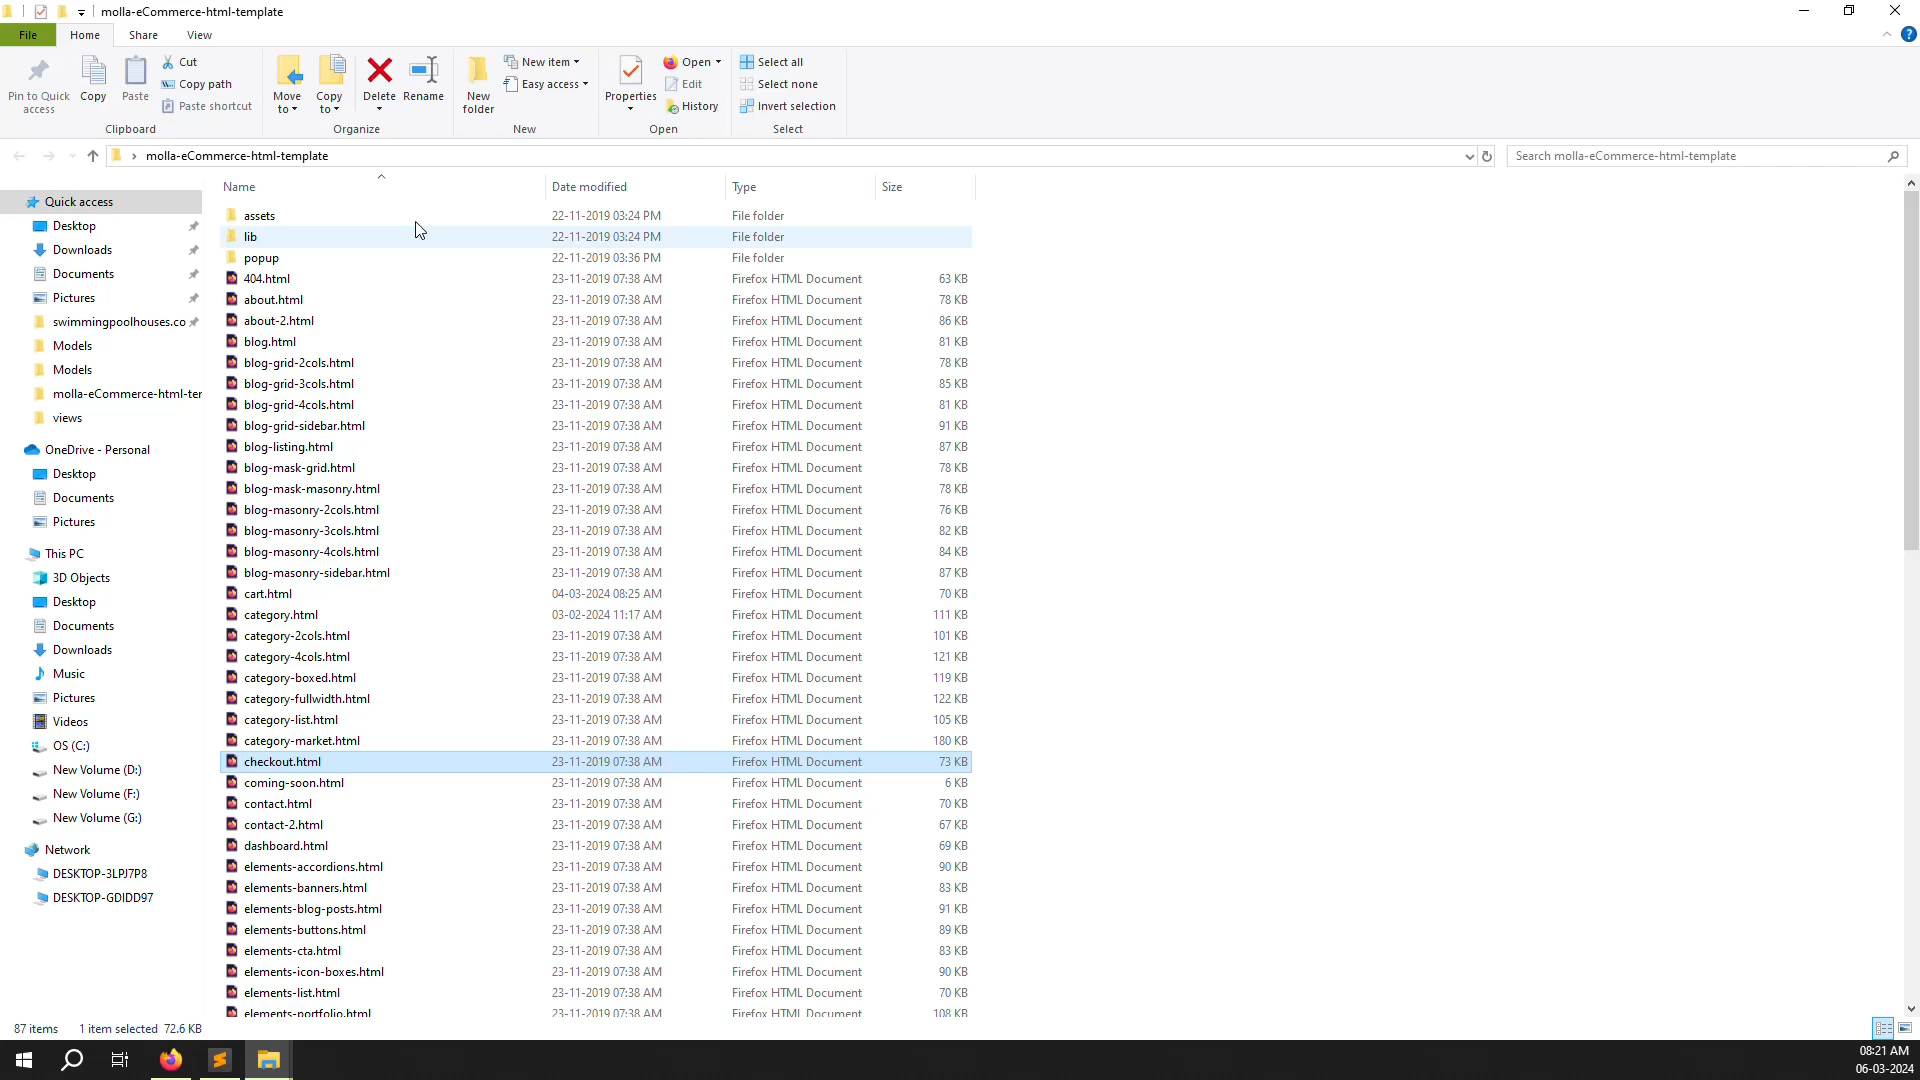 molla-eCommerce-html-template
File Home Share View
Pin to Quick access
Copy
Paste
Cut
Copy path
Paste shortcut
Clipboard
Move to
Copy to
Delete
Rename
Organize
New folder
New item
Easy access
New
Properties
Open
Edit
History
Open
Select all
Select none
Invert selection
Select
molla-eCommerce-html-template
Search molla-eCommerce-html-template
Quick access
Desktop
Downloads
Documents
Pictures
swimmingpoolhouses.co
Models
Models
molla-eCommerce-html-ter
views
OneDrive - Personal
Desktop
Documents
Pictures
This PC
3D Objects
Desktop
Documents
Downloads
Music
Pictures
Videos
OS (C:)
New Volume (D:)
New Volume (F:)
New Volume (G:)
Network
DESKTOP-3LPJ7P8
DESKTOP-GDIDD97
Name Date modified Type Size
assets 22-11-2019 03:24 PM File folder
lib 22-11-2019 03:24 PM File folder
popup 22-11-2019 03:36 PM File folder
404.html 23-11-2019 07:38 AM Firefox HTML Document 63 KB
about.html 23-11-2019 07:38 AM Firefox HTML Document 78 KB
about-2.html 23-11-2019 07:38 AM Firefox HTML Document 86 KB
blog.html 23-11-2019 07:38 AM Firefox HTML Document 81 KB
blog-grid-2cols.html 23-11-2019 07:38 AM Firefox HTML Document 78 KB
blog-grid-3cols.html 23-11-2019 07:38 AM Firefox HTML Document 85 KB
blog-grid-4cols.html 23-11-2019 07:38 AM Firefox HTML Document 81 KB
blog-grid-sidebar.html 23-11-2019 07:38 AM Firefox HTML Document 91 KB
blog-listing.html 23-11-2019 07:38 AM Firefox HTML Document 87 KB
blog-mask-grid.html 23-11-2019 07:38 AM Firefox HTML Document 78 KB
blog-mask-masonry.html 23-11-2019 07:38 AM Firefox HTML Document 78 KB
blog-masonry-2cols.html 23-11-2019 07:38 AM Firefox HTML Document 76 KB
blog-masonry-3cols.html 23-11-2019 07:38 AM Firefox HTML Document 82 KB
blog-masonry-4cols.html 23-11-2019 07:38 AM Firefox HTML Document 84 KB
blog-masonry-sidebar.html 23-11-2019 07:38 AM Firefox HTML Document 87 KB
cart.html 04-03-2024 08:25 AM Firefox HTML Document 70 KB
category.html 03-02-2024 11:17 AM Firefox HTML Document 111 KB
category-2cols.html 23-11-2019 07:38 AM Firefox HTML Document 101 KB
category-4cols.html 23-11-2019 07:38 AM Firefox HTML Document 121 KB
category-boxed.html 23-11-2019 07:38 AM Firefox HTML Document 119 KB
category-fullwidth.html 23-11-2019 07:38 AM Firefox HTML Document 122 KB
category-list.html 23-11-2019 07:38 AM Firefox HTML Document 105 KB
category-market.html 23-11-2019 07:38 AM Firefox HTML Document 180 KB
checkout.html 23-11-2019 07:38 AM Firefox HTML Document 73 KB
coming-soon.html 23-11-2019 07:38 AM Firefox HTML Document 6 KB
contact.html 23-11-2019 07:38 AM Firefox HTML Document 70 KB
contact-2.html 23-11-2019 07:38 AM Firefox HTML Document 67 KB
dashboard.html 23-11-2019 07:38 AM Firefox HTML Document 69 KB
elements-accordions.html 23-11-2019 07:38 AM Firefox HTML Document 90 KB
elements-banners.html 23-11-2019 07:38 AM Firefox HTML Document 83 KB
elements-blog-posts.html 23-11-2019 07:38 AM Firefox HTML Document 91 KB
elements-buttons.html 23-11-2019 07:38 AM Firefox HTML Document 89 KB
elements-cta.html 23-11-2019 07:38 AM Firefox HTML Document 83 KB
elements-icon-boxes.html 23-11-2019 07:38 AM Firefox HTML Document 90 KB
elements-list.html 23-11-2019 07:38 AM Firefox HTML Document 70 KB
elements-portfolio.html 23-11-2019 07:38 AM Firefox HTML Document 108 KB
87 items 1 item selected 72.6 KB
08:21 AM
06-03-2024